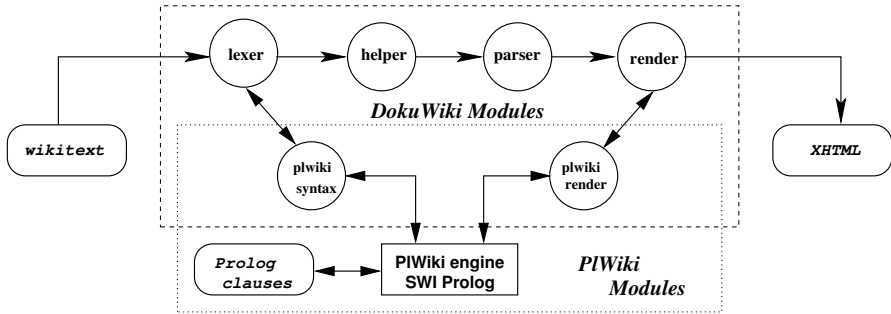 lexer
helper
parser
render
DokuWiki Modules
wikitext
XHTML
plwiki
syntax
plwiki
render
Prolog
clauses
PlWiki engine
SWI Prolog
PlWiki
Modules